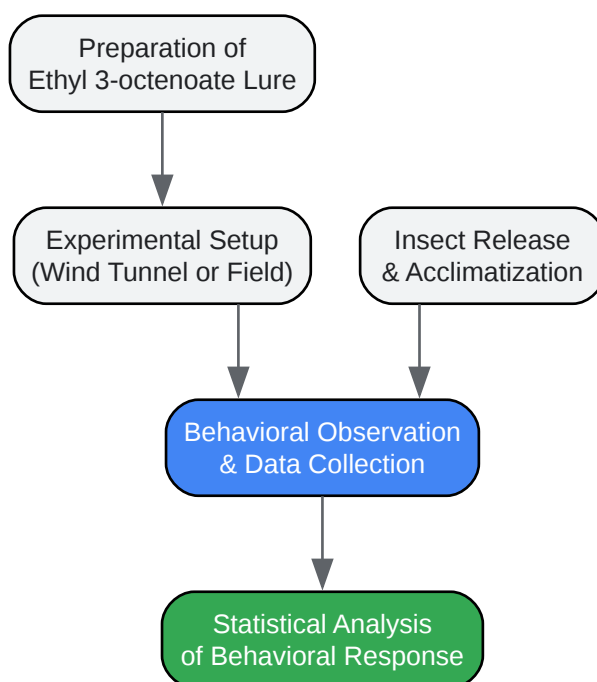 Preparation of
Ethyl 3-octenoate Lure
Experimental Setup
(Wind Tunnel or Field)
Insect Release
& Acclimatization
Behavioral Observation
& Data Collection
Statistical Analysis
of Behavioral Response